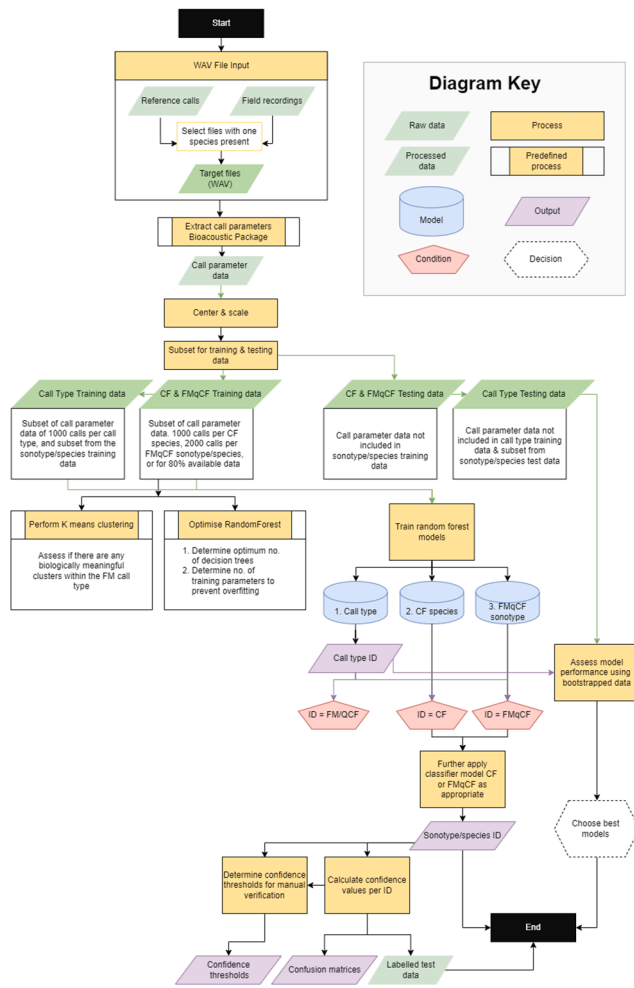 Start
WAV File Input
Reference calls
Field recordings
Select files with one
species present
Target files
(WAV)
Extract call parameters
Bioacoustic Package
Call parameter
data
Center & scale
Subset for training & testing
data
Diagram Key
Raw data
Process
Processed
data
Predefined
process
Model
Output
Condition
Decision
Call Type Training data
CF & FMqCF Training data
CF & FMqCF Testing data
Call Type Testing data
Subset of call parameter
data of 1000 calls per call
type, and subset from the
sonotype/species training
data
Subset of call parameter
data. 1000 calls per CF
species, 2000 calls per
FMqCF sonotype/species,
or for 80% available data
Call parameter data not
included in
sonotype/species training
data
Call parameter data not
included in call type training
data & subset from
sonotype/species test data
Perform K means clustering
Assess if there are any
biologically meaningful
clusters within the FM call
type
Optimise RandomForest
1. Determine optimum no.
of decision trees
2. Determine no. of
training parameters to
prevent overfitting
Train random forest
models
1. Call type
2. CF species
3. FMqCF
sonotype
Call type ID
Assess model
performance using
bootstrapped data
ID = FM/QCF
ID = CF
ID = FMqCF
Further apply
classifier model CF
or FMqCF as
appropriate
Sonotype/species ID
Choose best
models
Determine confidence
thresholds for manual
verification
Calculate confidence
values per ID
End
Confidence
thresholds
Confusion matrices
Labelled test
data